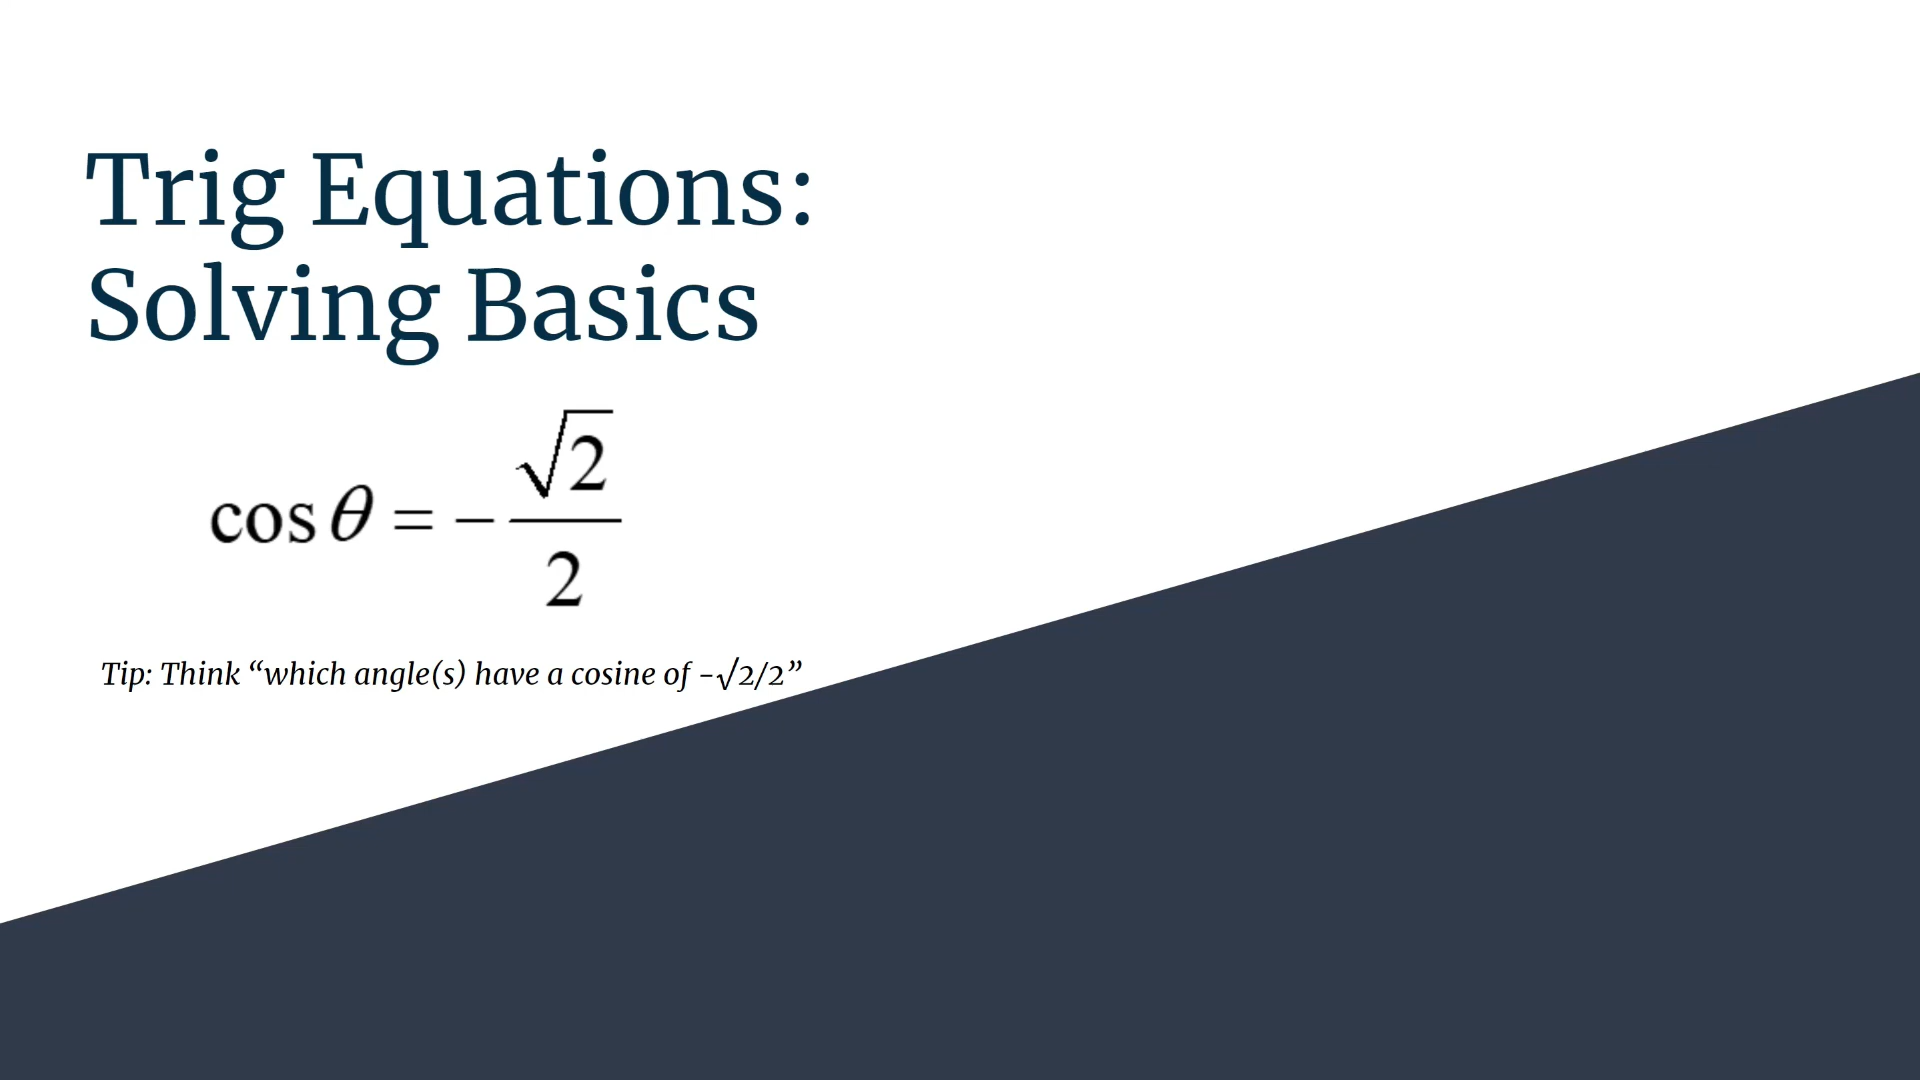 Trig Equations:
Solving Basics
cos θ = -√2/2
Tip: Think “which angle(s) have a cosine of -√2/2”